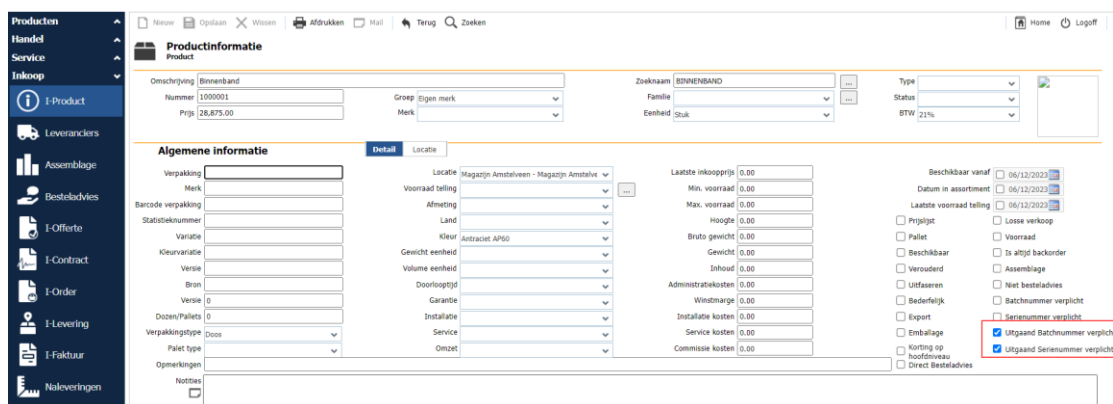 Producten
Handel
Service
Inkoop
I-Product
Leveranciers
Assemblage
Besteladvies
I-Offerte
I-Contract
I-Order
I-Levering
I-Faktuur
Naleveringen
Nieuw Opslaan Wissen Afdrukken Mail Terug Zoeken Home Logoff
Productinformatie
Product
Omschrijving Binnenband Zoeknaam BINNENBAND ... Type
Nummer 1000001 Groep Eigen merk Familie ... Status
Prijs 28,875.00 Merk Eenheid Stuk BTW 21%
Algemene informatie Detail Locatie
Verpakking Locatie Magazijn Amstelveen - Magazijn Amstelve Laatste inkoopprijs 0.00 Beschikbaar vanaf 06/12/2023
Merk Voorraad telling ... Min. voorraad 0.00 Datum in assortiment 06/12/2023
Barcode verpakking Afmeting Max. voorraad 0.00 Laatste voorraad telling 06/12/2023
Statistieknummer Land Hoogte 0.00 Prijslijst Losse verkoop
Variatie Kleur Antraciet AP60 Bruto gewicht 0.00 Pallet Voorraad
Kleurvariatie Gewicht eenheid Gewicht 0.00 Beschikbaar Is altijd backorder
Versie Volume eenheid Inhoud 0.00 Verouderd Assemblage
Bron Doorlooptijd Administratiekosten 0.00 Uitfaseren Niet besteladvies
Versie 0 Garantie Winstmarge 0.00 Bederfelijk Batchnummer verplicht
Dozen/Pallets 0 Installatie Installatie kosten 0.00 Export Serienummer verplicht
Verpakkingstype Doos Service Service kosten 0.00 Emballage Uitgaand Batchnummer verplich
Palet type Omzet Commissie kosten 0.00 Korting op hoofdniveau Uitgaand Serienummer verplicht
Opmerkingen Direct Besteladvies
Notities